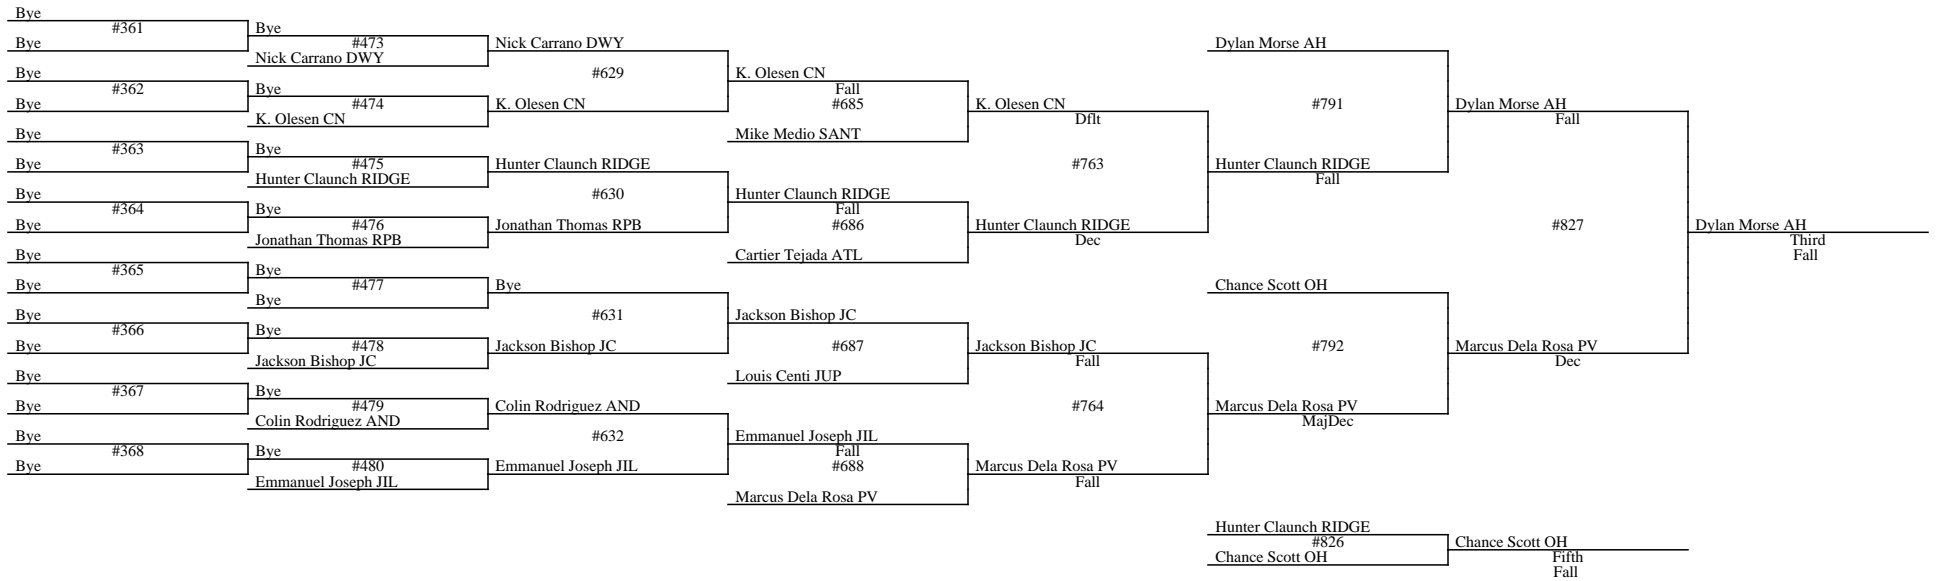 Bye
#361
Bye
Bye
#362
Bye
Bye
#363
Bye
Bye
#364
Bye
Bye
#365
Bye
Bye
#366
Bye
Bye
#367
Bye
Bye
#368
Bye
Bye
#473
Nick Carrano DWY
Bye
#474
K. Olesen CN
Bye
#475
Hunter Claunch RIDGE
Bye
#476
Jonathan Thomas RPB
Bye
#477
Bye
Bye
#478
Jackson Bishop JC
Bye
#479
Colin Rodriguez AND
Bye
#480
Emmanuel Joseph JIL
Nick Carrano DWY
#629
K. Olesen CN
Hunter Claunch RIDGE
#630
Jonathan Thomas RPB
Bye
#631
Jackson Bishop JC
Colin Rodriguez AND
#632
Emmanuel Joseph JIL
K. Olesen CN
Fall
#685
Mike Medio SANT
Hunter Claunch RIDGE
Fall
#686
Cartier Tejada ATL
Jackson Bishop JC
#687
Louis Centi JUP
Emmanuel Joseph JIL
Fall
#688
Marcus Dela Rosa PV
K. Olesen CN
Dflt
#763
Hunter Claunch RIDGE
Dec
Jackson Bishop JC
Fall
#764
Marcus Dela Rosa PV
Fall
Dylan Morse AH
#791
Hunter Claunch RIDGE
Fall
Chance Scott OH
#792
Marcus Dela Rosa PV
MajDec
Dylan Morse AH
Fall
#827
Marcus Dela Rosa PV
Dec
Dylan Morse AH
Third
Fall
Hunter Claunch RIDGE
#826
Chance Scott OH
Chance Scott OH
Fifth
Fall